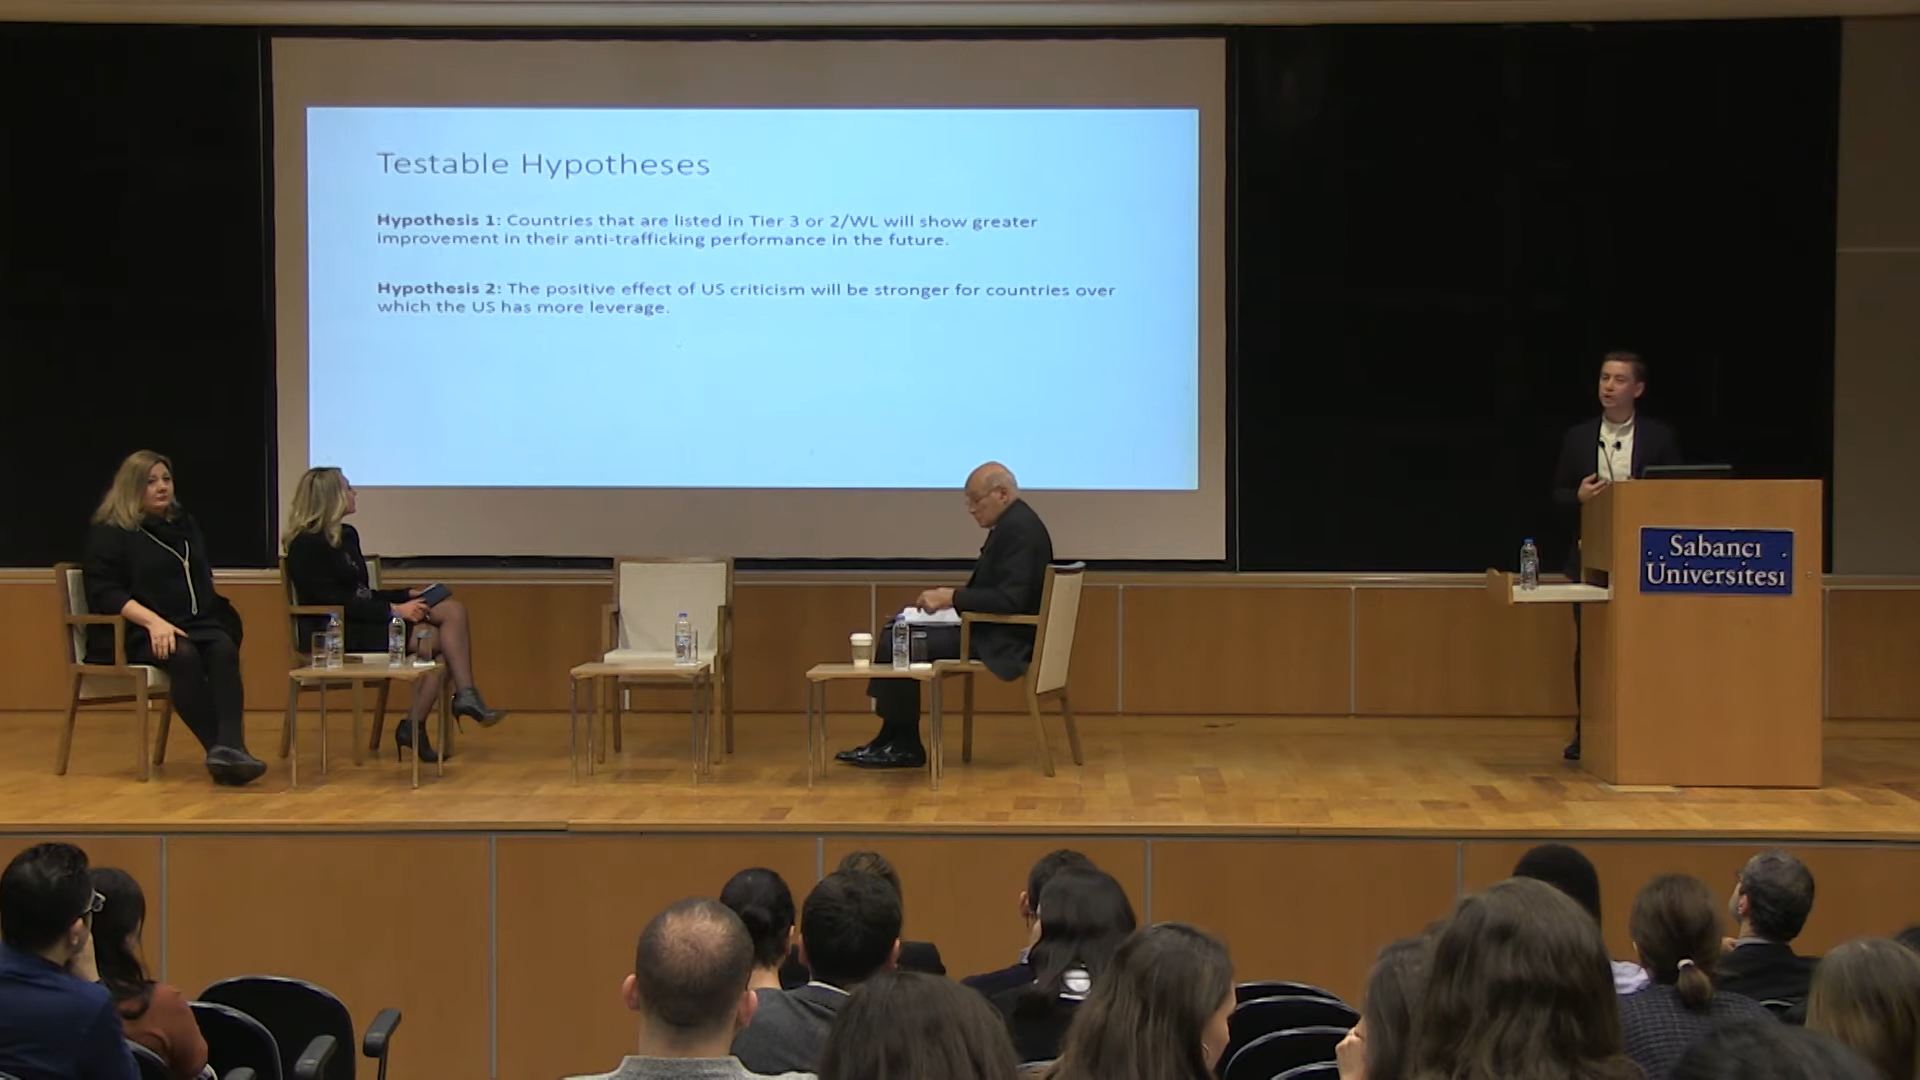 Testable Hypotheses
Hypothesis 1: Countries that are listed in Tier 3 or 2/WL will show greater
improvement in their anti-trafficking performance in the future.
Hypothesis 2: The positive effect of US criticism will be stronger for countries over
which the US has more leverage.
Sabancı
Üniversitesi